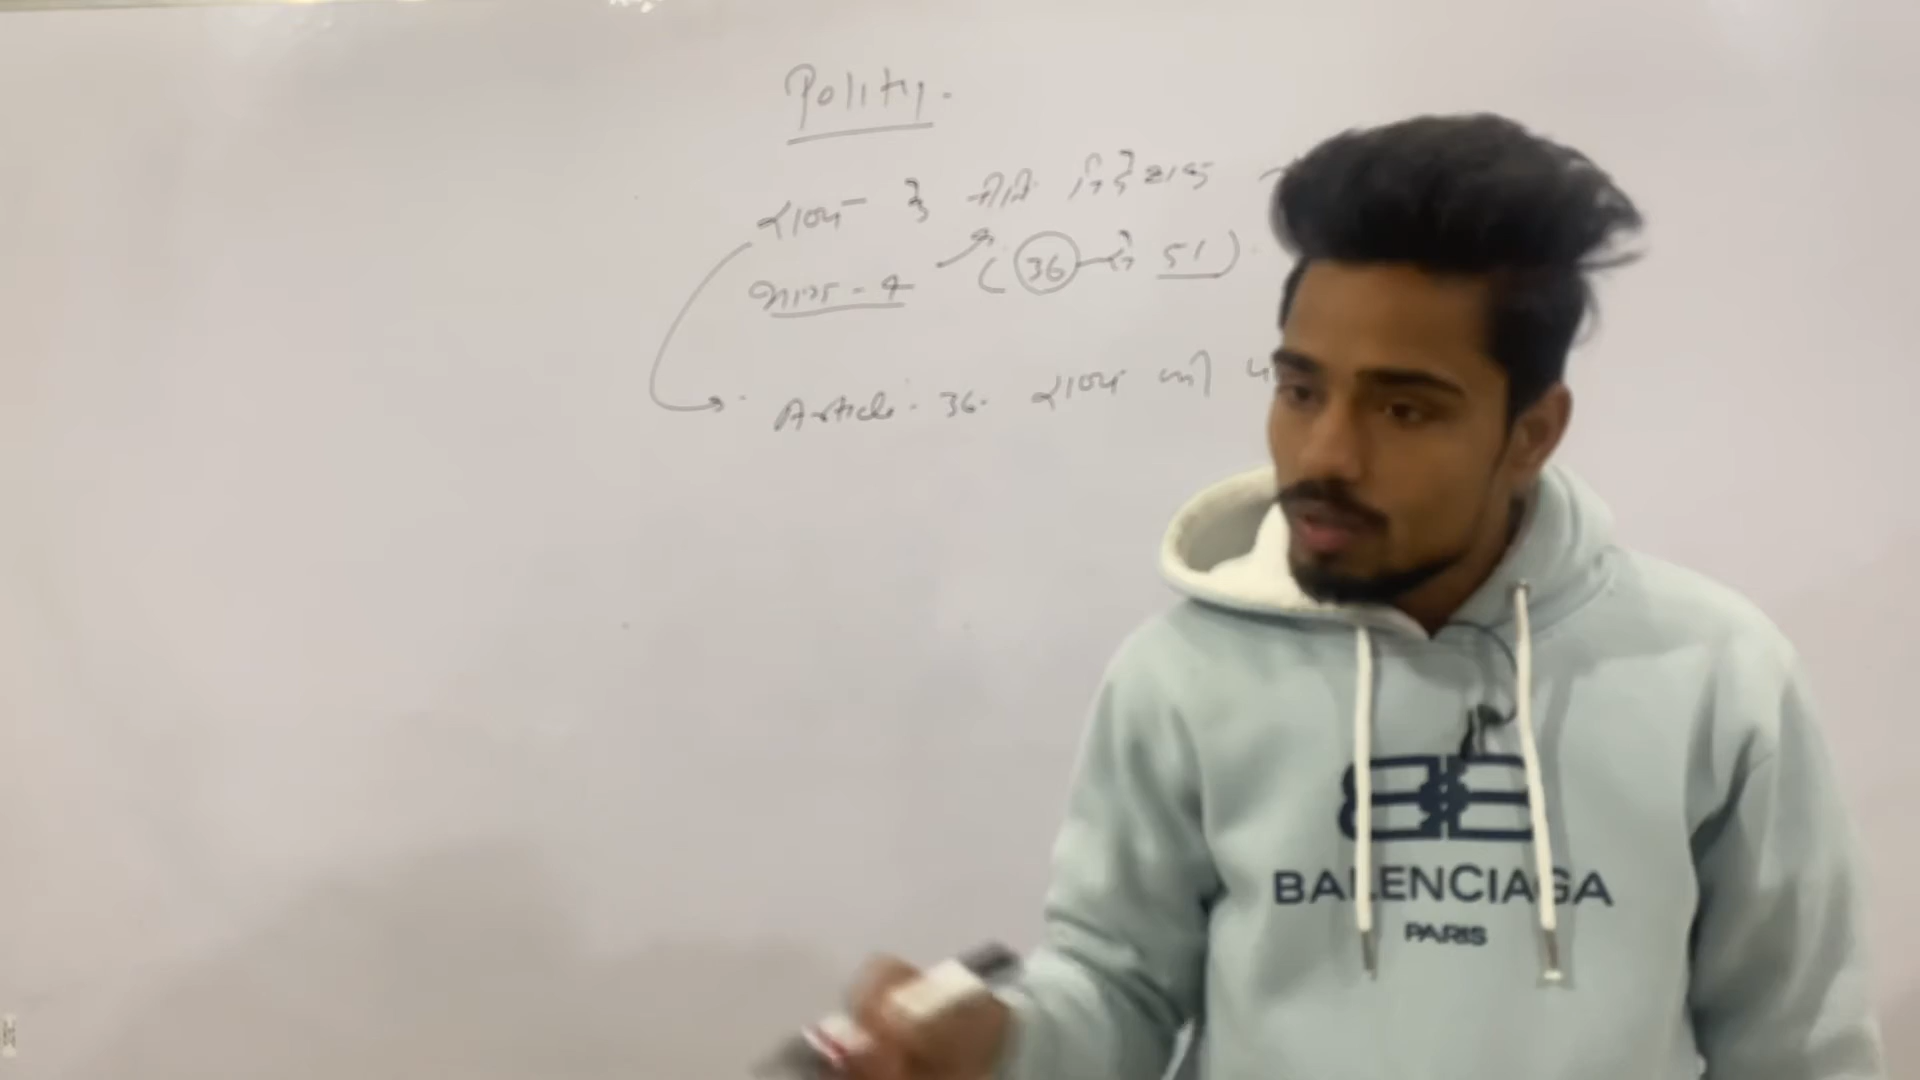 Polity.
राज्य के नीति निदेशक
भाग - 4 (36 से 51)
Article. 36. राज्य की
BALENCIAGA
PARIS